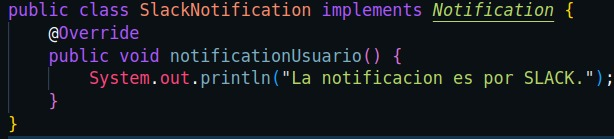 public class SlackNotification implements Notification {
@Override
public void notificationUsuario() {
System.out.println("La notificacion es por SLACK.");
}
}